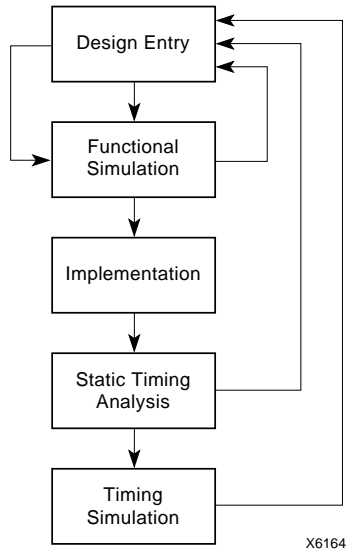 Design Entry
Functional
Simulation
Implementation
Static Timing
Analysis
Timing
Simulation
X6164